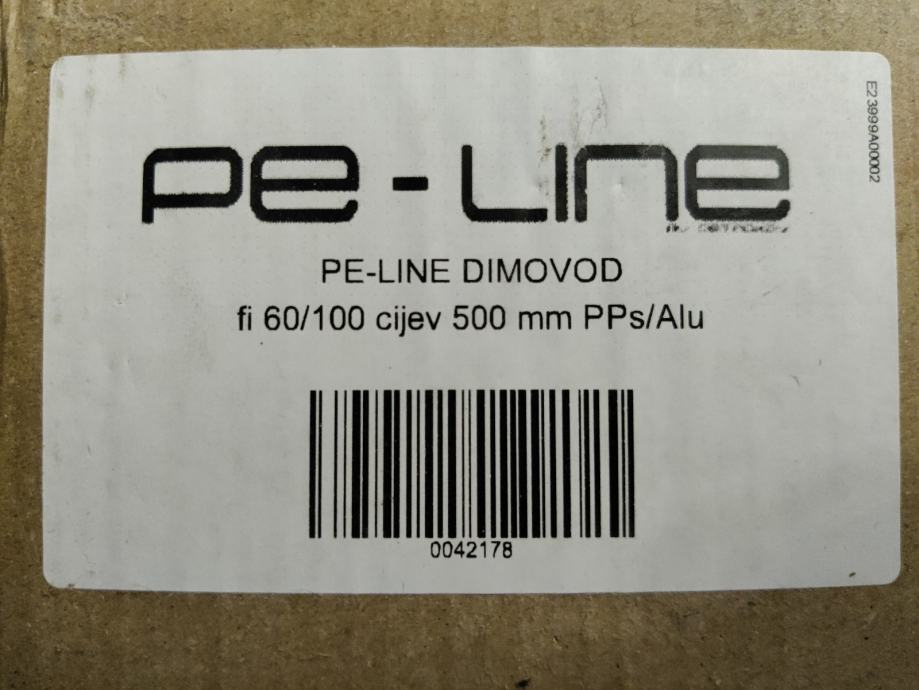 pe-line
PE-LINE DIMOVOD
fi 60/100 cijev 500 mm PPs/Alu
0042178
E23999A00002